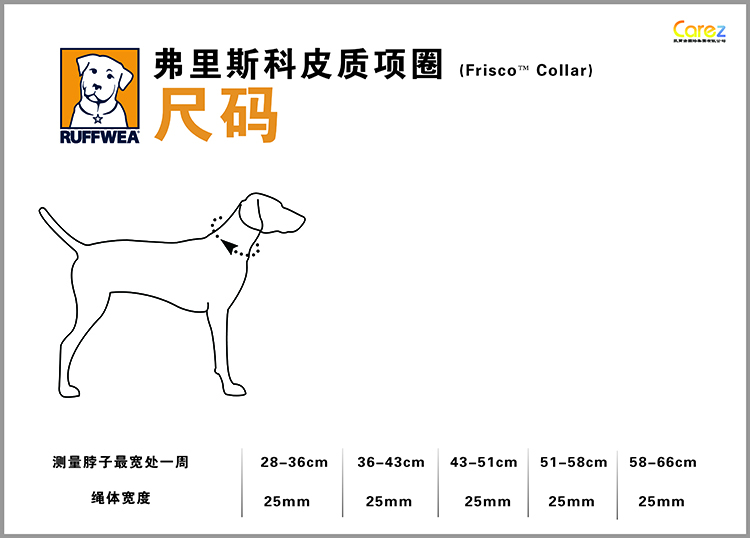 Carez
RUFFWEA
弗里斯科皮质项圈 (Frisco™ Collar)
尺码
测量脖子最宽处一周 28-36cm 36-43cm 43-51cm 51-58cm 58-66cm
绳体宽度 25mm 25mm 25mm 25mm 25mm